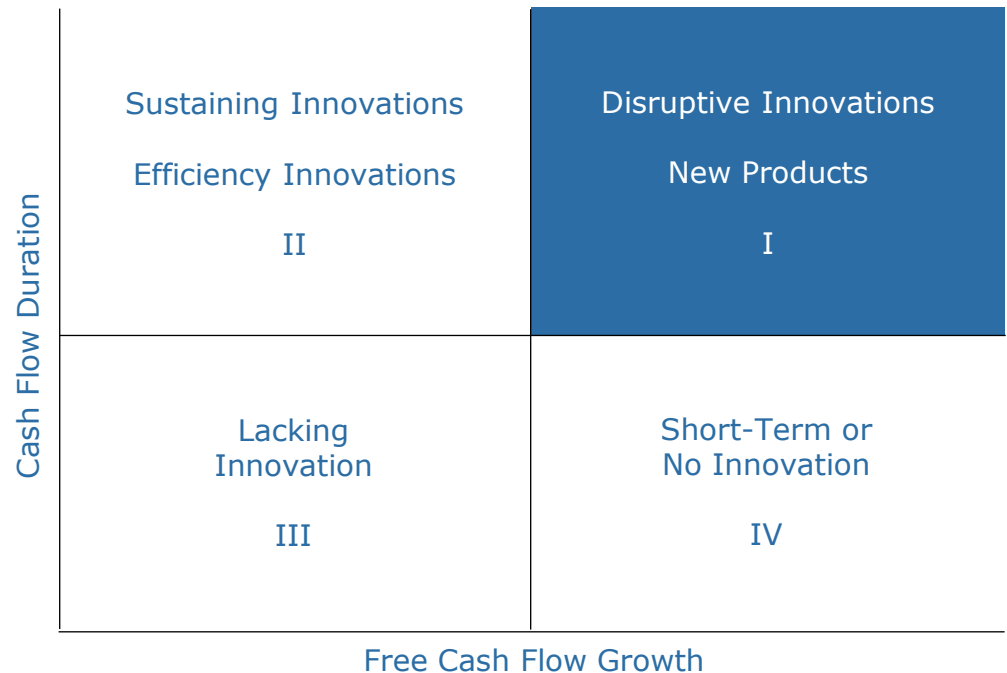 Cash Flow Duration
Sustaining Innovations
Efficiency Innovations
II
Disruptive Innovations
New Products
I
Lacking
Innovation
III
Short-Term or
No Innovation
IV
Free Cash Flow Growth